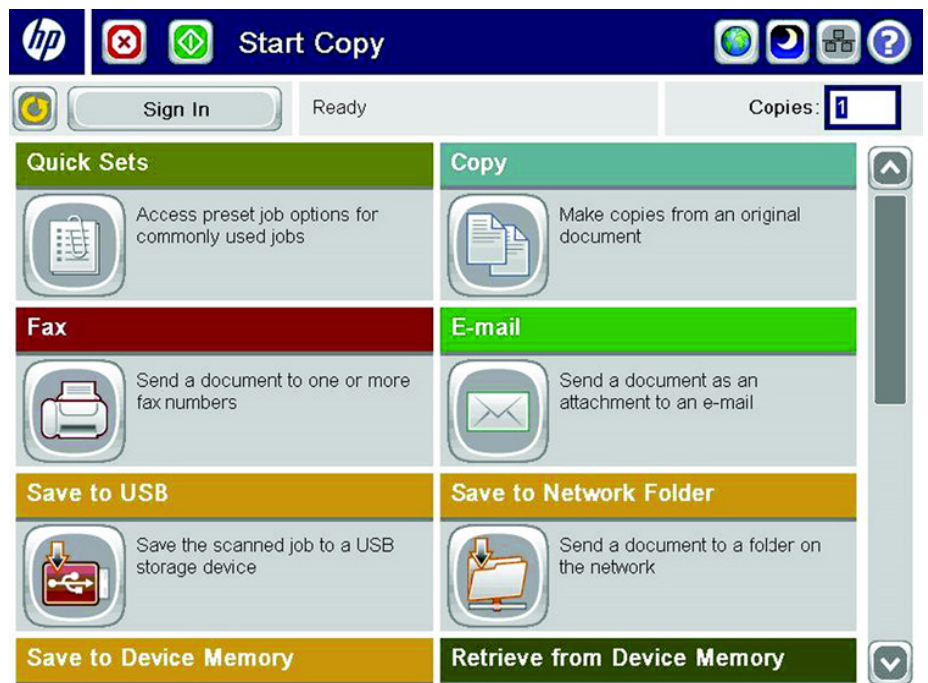 hp
Start Copy
?
Sign In
Ready
Copies: 1
Quick Sets
Copy
Access preset job options for
commonly used jobs
Make copies from an original
document
Fax
E-mail
Send a document to one or more
fax numbers
Send a document as an
attachment to an e-mail
Save to USB
Save to Network Folder
Save the scanned job to a USB
storage device
Send a document to a folder on
the network
Save to Device Memory
Retrieve from Device Memory